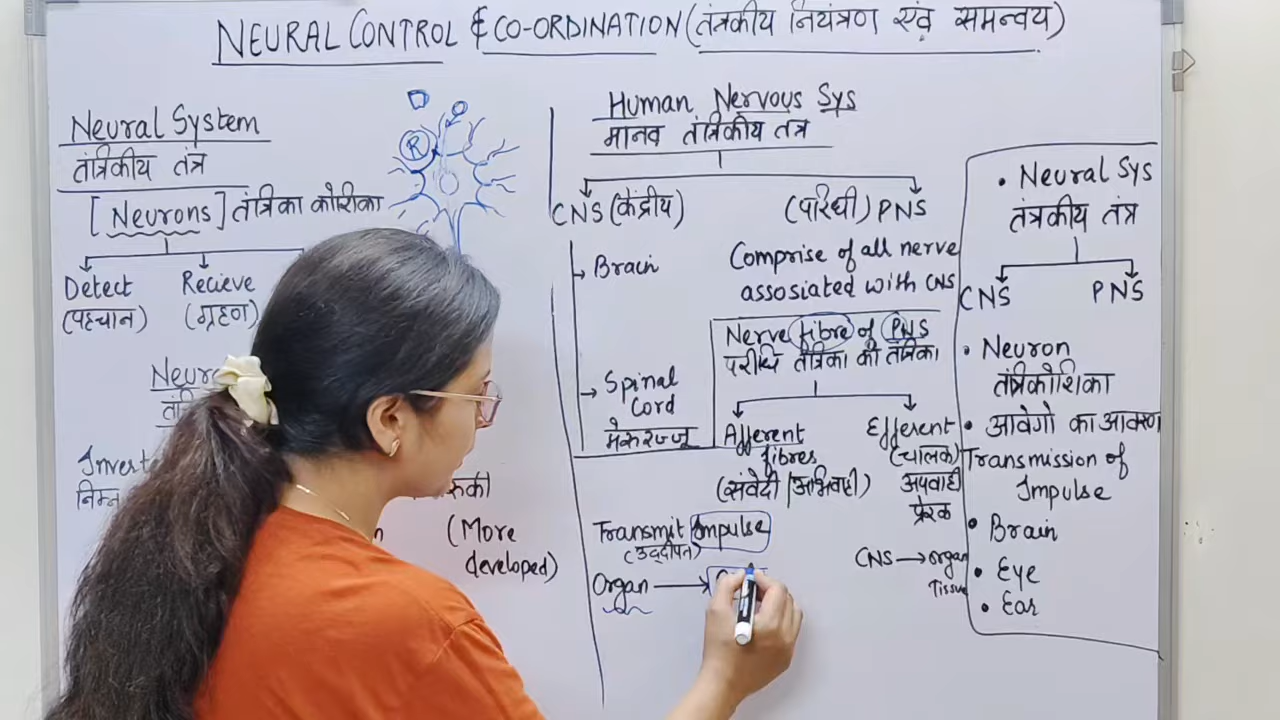 NEURAL CONTROL & CO-ORDINATION (तंत्रकीय नियंत्रण एवं समन्वय)
Neural System
तंत्रिकीय तंत्र
[Neurons] तंत्रिका कोशिका
Detect
(पहचान)
Recieve
(ग्रहण)
R
(More
developed)
Human Nervous Sys
मानव तंत्रिकीय तंत्र
CNS (केंद्रीय)
(परिधी) PNS
Brain
Spinal
Cord
मेरुरज्जू
Comprise of all nerve
assosiated with CNS
Nerve fibre of PNS
परीधि तंत्रिका की तंत्रिका
Afferent
fibres
(संवेदी/अभिवाही)
Efferent
(चालक)
अपवाही
प्रेरक
Transmit Impulse
(उद्दीपन)
Organ →
CNS → organ
Tissue
• Neural Sys
तंत्रकीय तंत्र
CNS PNS
• Neuron
तंत्रिकोशिका
• आवेगो का
Transmission of
Impulse
• Brain
• Eye
• Ear